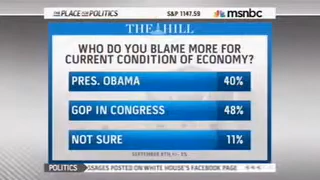 THE PLACE FOR POLITICS
S&P 1147.59
msnbc
THE HILL
WHO DO YOU BLAME MORE FOR
CURRENT CONDITION OF ECONOMY?
PRES. OBAMA 40%
GOP IN CONGRESS 48%
NOT SURE 11%
POLITICS SSAGES POSTED ON WHITE HOUSE'S FACEBOOK PAGE